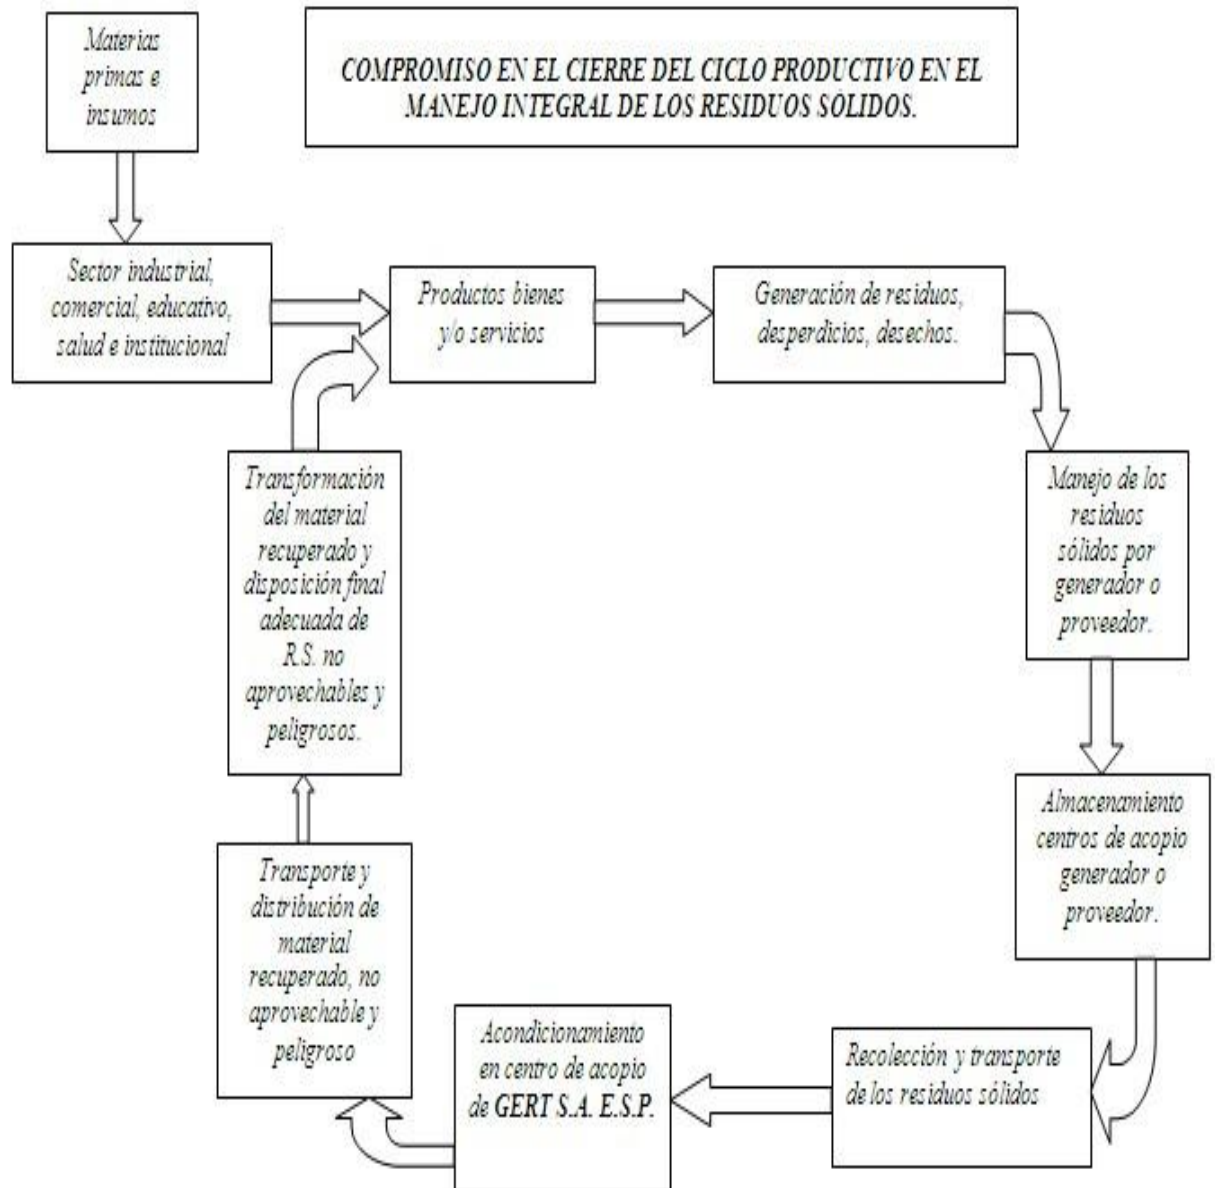 Materias
primas e
insumos
COMPROMISO EN EL CIERRE DEL CICLO PRODUCTIVO EN EL
MANEJO INTEGRAL DE LOS RESIDUOS SÓLIDOS.
Sector industrial,
comercial, educativo,
salud e institucional
Productos bienes
y/o servicios
Generación de residuos,
desperdicios, desechos.
Manejo de los
residuos
sólidos por
generador o
proveedor.
Almacenamiento
centros de acopio
generador o
proveedor.
Recolección y transporte
de los residuos sólidos
Acondicionamiento
en centro de acopio
de GERT S.A. E.S.P.
Transporte y
distribución de
material
recuperado, no
aprovechable y
peligroso
Transformación
del material
recuperado y
disposición final
adecuada de
R.S. no
aprovechables y
peligrosos.